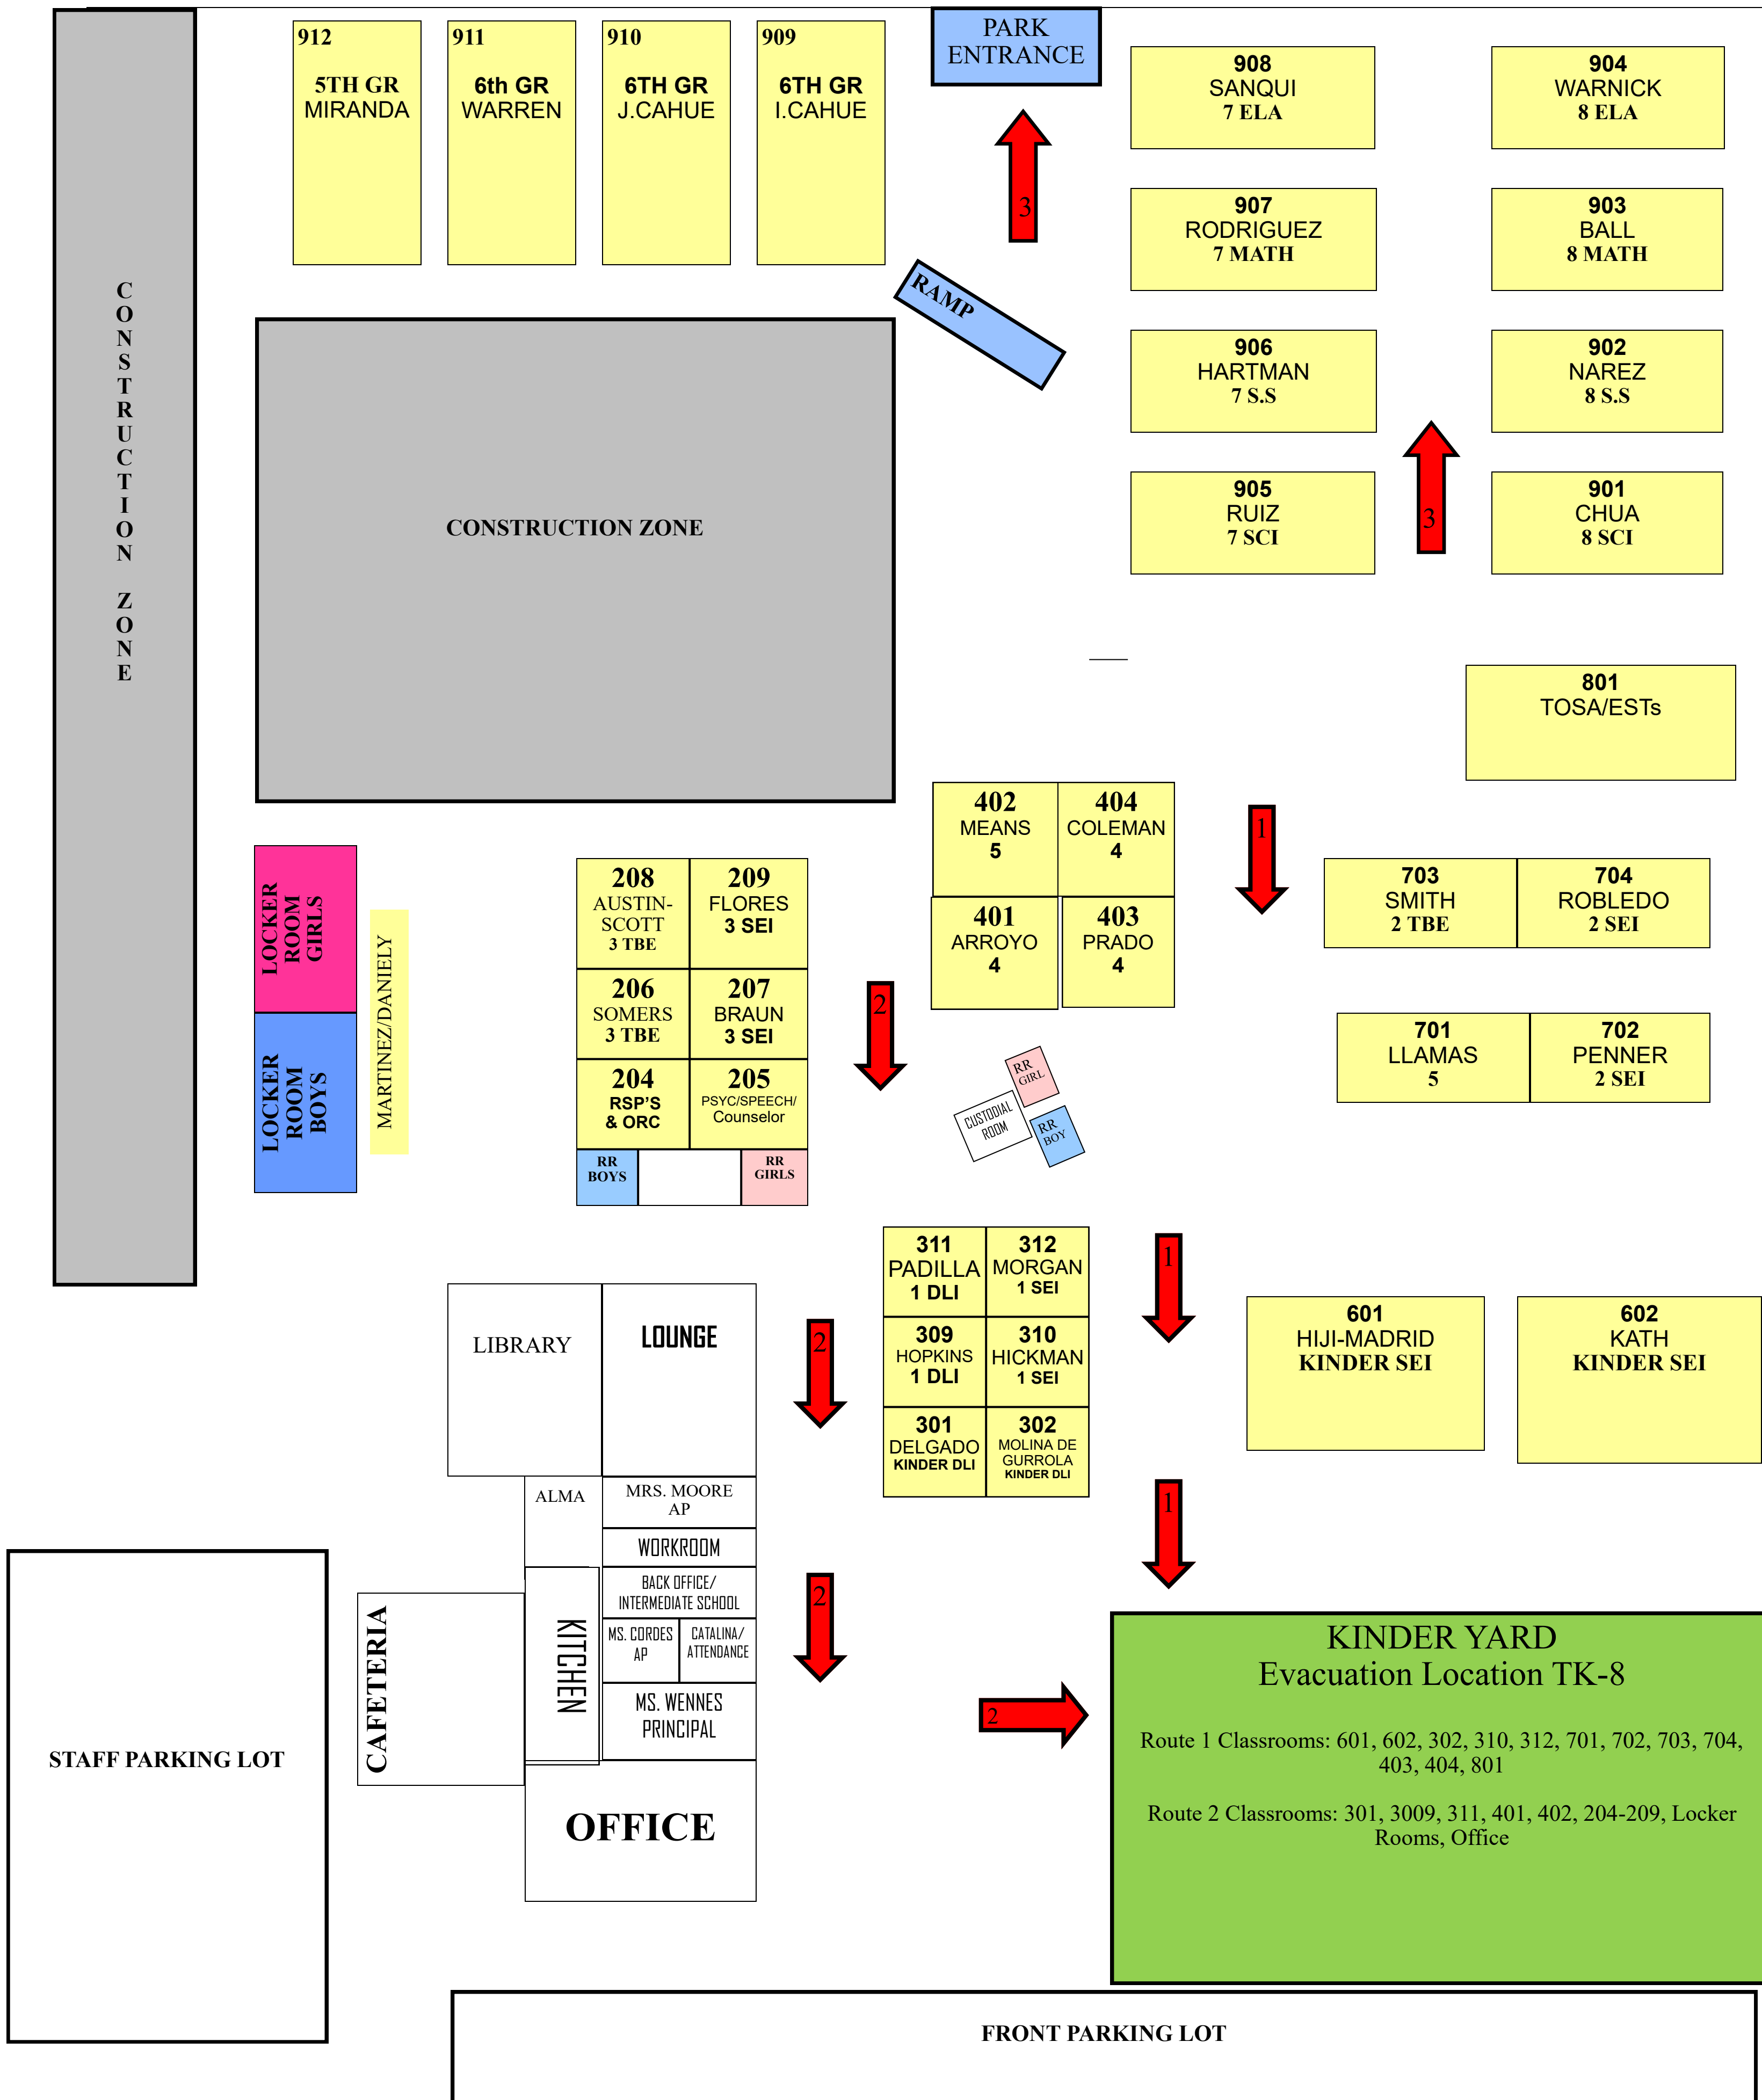 912
5TH GR
MIRANDA
911
6th GR
WARREN
910
6TH GR
J.CAHUE
909
6TH GR
I.CAHUE
PARK
ENTRANCE
908
SANQUI
7 ELA
904
WARNICK
8 ELA
3
907
RODRIGUEZ
7 MATH
903
BALL
8 MATH
RAMP
906
HARTMAN
7 S.S
902
NAREZ
8 S.S
905
RUIZ
7 SCI
3
901
CHUA
8 SCI
CONSTRUCTION ZONE
CONSTRUCTION ZONE
801
TOSA/ESTs
402
MEANS
5
404
COLEMAN
4
401
ARROYO
4
403
PRADO
4
1
703
SMITH
2 TBE
704
ROBLEDO
2 SEI
701
LLAMAS
5
702
PENNER
2 SEI
LOCKER
ROOM
GIRLS
LOCKER
ROOM
BOYS
MARTINEZ/DANIELY
208
AUSTIN-
SCOTT
3 TBE
209
FLORES
3 SEI
206
SOMERS
3 TBE
207
BRAUN
3 SEI
204
RSP'S
& ORC
205
PSYC/SPEECH/
Counselor
RR
BOYS
RR
GIRLS
2
RR
GIRL
CUSTODIAL
ROOM
RR
BOY
311
PADILLA
1 DLI
312
MORGAN
1 SEI
309
HOPKINS
1 DLI
310
HICKMAN
1 SEI
301
DELGADO
KINDER DLI
302
MOLINA DE
GURROLA
KINDER DLI
1
601
HIJI-MADRID
KINDER SEI
602
KATH
KINDER SEI
LIBRARY
LOUNGE
2
ALMA
MRS. MOORE
AP
WORKROOM
BACK OFFICE/
INTERMEDIATE SCHOOL
MS. CORDES
AP
CATALINA/
ATTENDANCE
MS. WENNES
PRINCIPAL
KITCHEN
CAFETERIA
OFFICE
2
1
2
STAFF PARKING LOT
KINDER YARD
Evacuation Location TK-8
Route 1 Classrooms: 601, 602, 302, 310, 312, 701, 702, 703, 704,
403, 404, 801
Route 2 Classrooms: 301, 3009, 311, 401, 402, 204-209, Locker
Rooms, Office
FRONT PARKING LOT